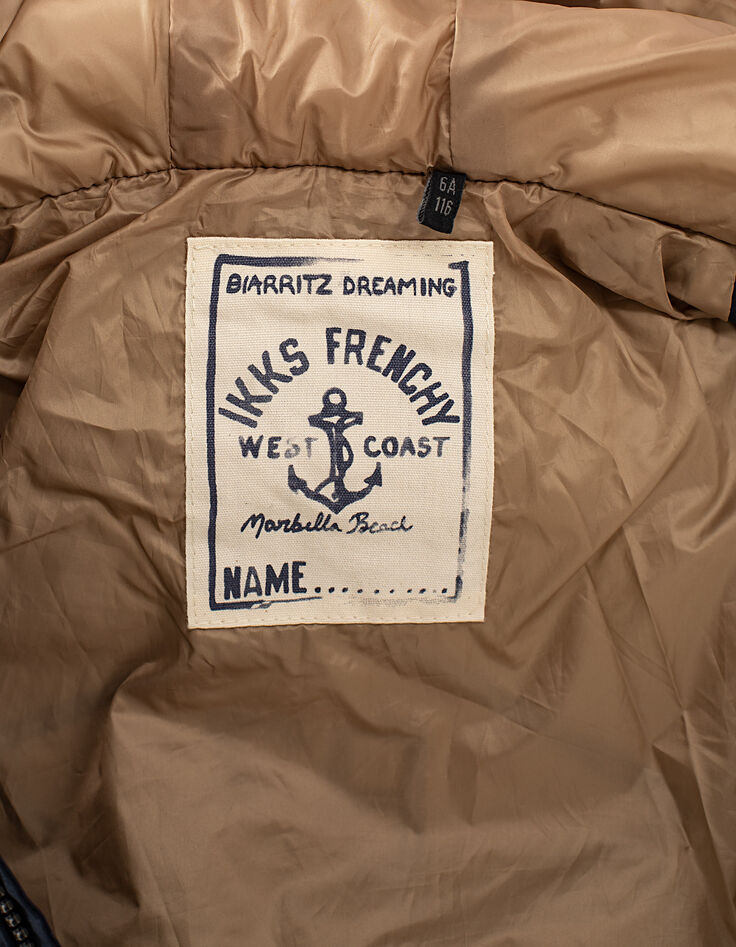 6A
116
BIARRITZ DREAMING
IKKS FRENCHY
WEST COAST
Marbella Beach
NAME..........